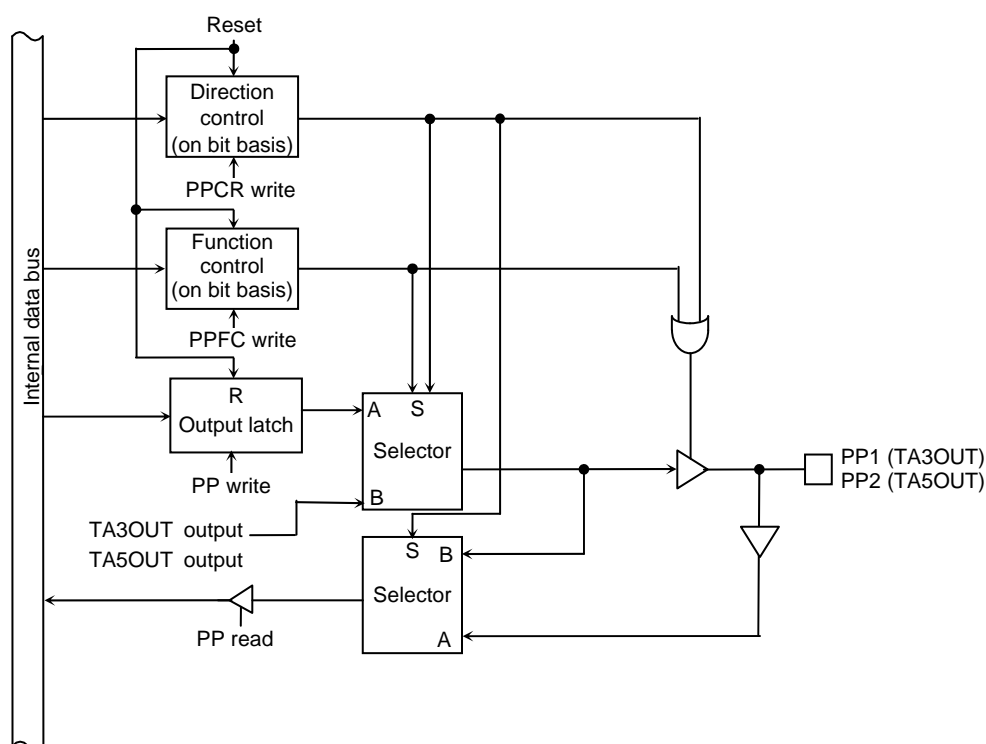 Reset
Direction
control
(on bit basis)
PPCR write
Function
control
(on bit basis)
PPFC write
Internal data bus
R
Output latch
PP write
A S
Selector
B
TA3OUT output
TA5OUT output
PP1 (TA3OUT)
PP2 (TA5OUT)
S B
Selector
A
PP read